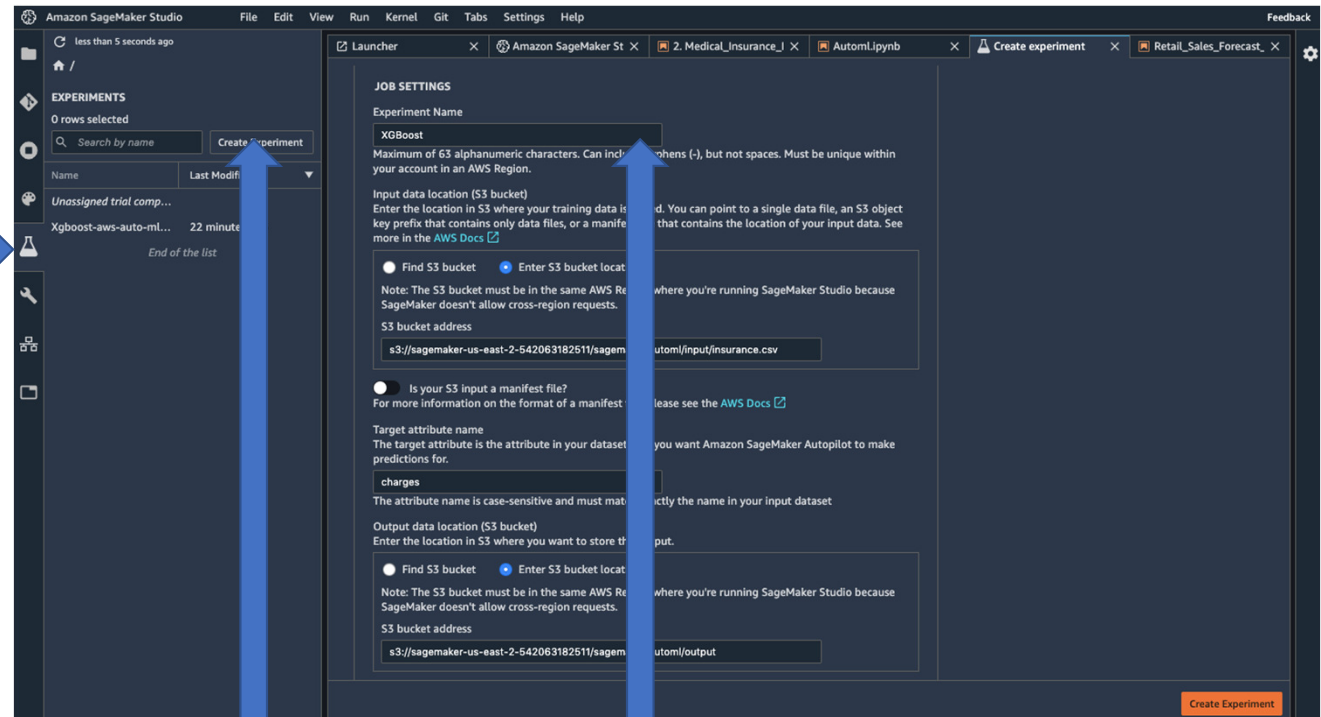 Amazon SageMaker Studio File Edit View Run Kernel Git Tabs Settings Help Feedback
less than 5 seconds ago
/
EXPERIMENTS
0 rows selected
Search by name Create Experiment
Name Last Modifi
Unassigned trial comp...
Xgboost-aws-auto-ml... 22 minute
End of the list
Launcher Amazon SageMaker St 2. Medical_Insurance_I Automl.ipynb Create experiment Retail_Sales_Forecast_
JOB SETTINGS
Experiment Name
XGBoost
Maximum of 63 alphanumeric characters. Can incl phens (-), but not spaces. Must be unique within
your account in an AWS Region.
Input data location (S3 bucket)
Enter the location in S3 where your training data is d. You can point to a single data file, an S3 object
key prefix that contains only data files, or a manife that contains the location of your input data. See
more in the AWS Docs
Find S3 bucket Enter S3 bucket locat
Note: The S3 bucket must be in the same AWS Re where you're running SageMaker Studio because
SageMaker doesn't allow cross-region requests.
S3 bucket address
s3://sagemaker-us-east-2-542063182511/sagem utoml/input/insurance.csv
Is your S3 input a manifest file?
For more information on the format of a manifest lease see the AWS Docs
Target attribute name
The target attribute is the attribute in your dataset you want Amazon SageMaker Autopilot to make
predictions for.
charges
The attribute name is case-sensitive and must mat ctly the name in your input dataset
Output data location (S3 bucket)
Enter the location in S3 where you want to store th put.
Find S3 bucket Enter S3 bucket locat
Note: The S3 bucket must be in the same AWS Re where you're running SageMaker Studio because
SageMaker doesn't allow cross-region requests.
S3 bucket address
s3://sagemaker-us-east-2-542063182511/sagem utoml/output
Create Experiment